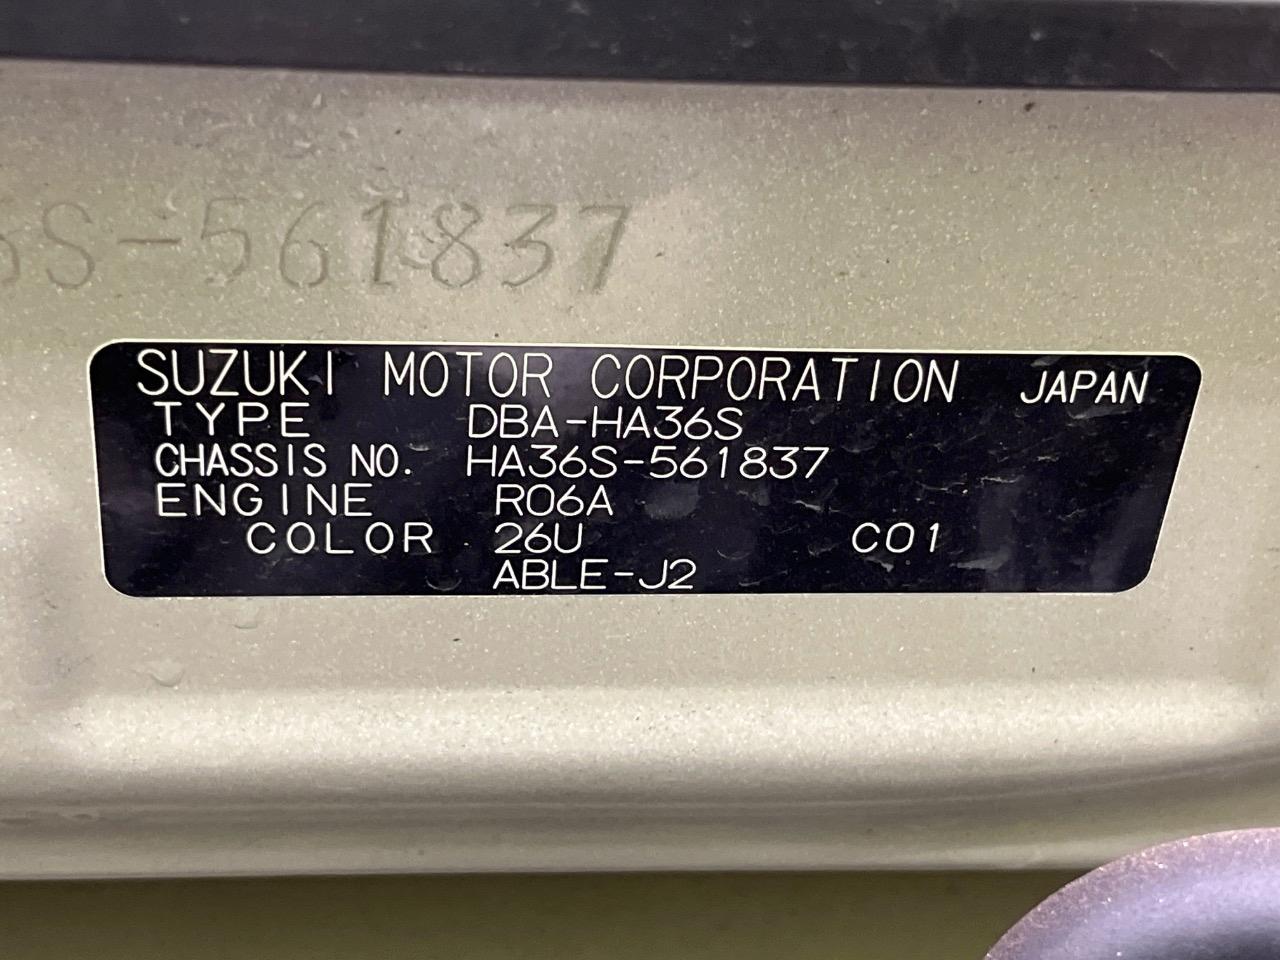 6S-561837
SUZUKI MOTOR CORPORATION JAPAN
TYPE DBA-HA36S
CHASSIS NO. HA36S-561837
ENGINE R06A
COLOR 26U C01
ABLE-J2